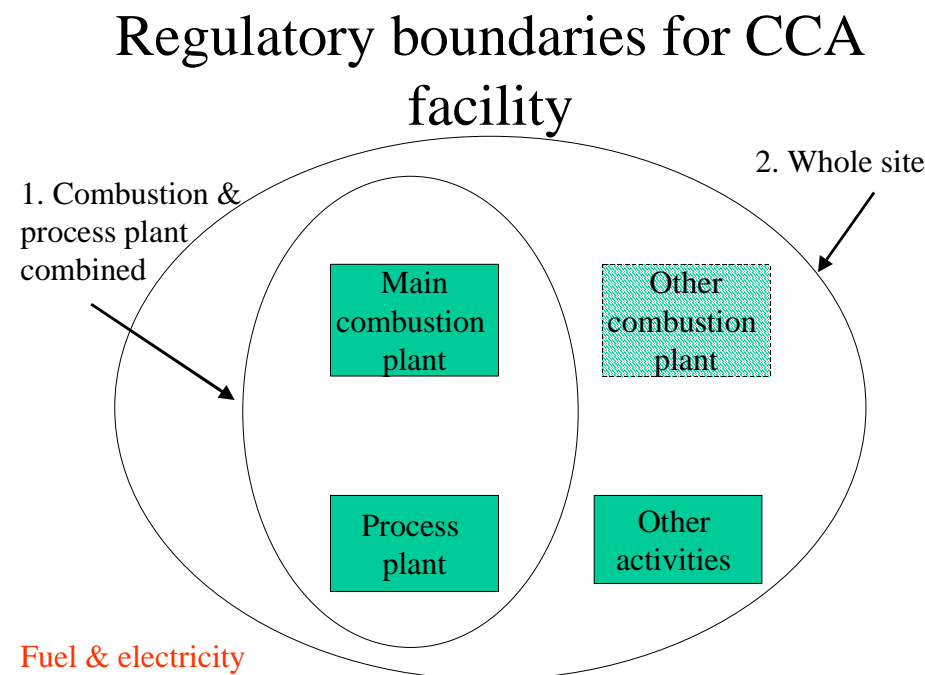 Regulatory boundaries for CCA
facility
2. Whole site
1. Combustion &
process plant
combined
Main
combustion
plant
Other
combustion
plant
Process
plant
Other
activities
Fuel & electricity